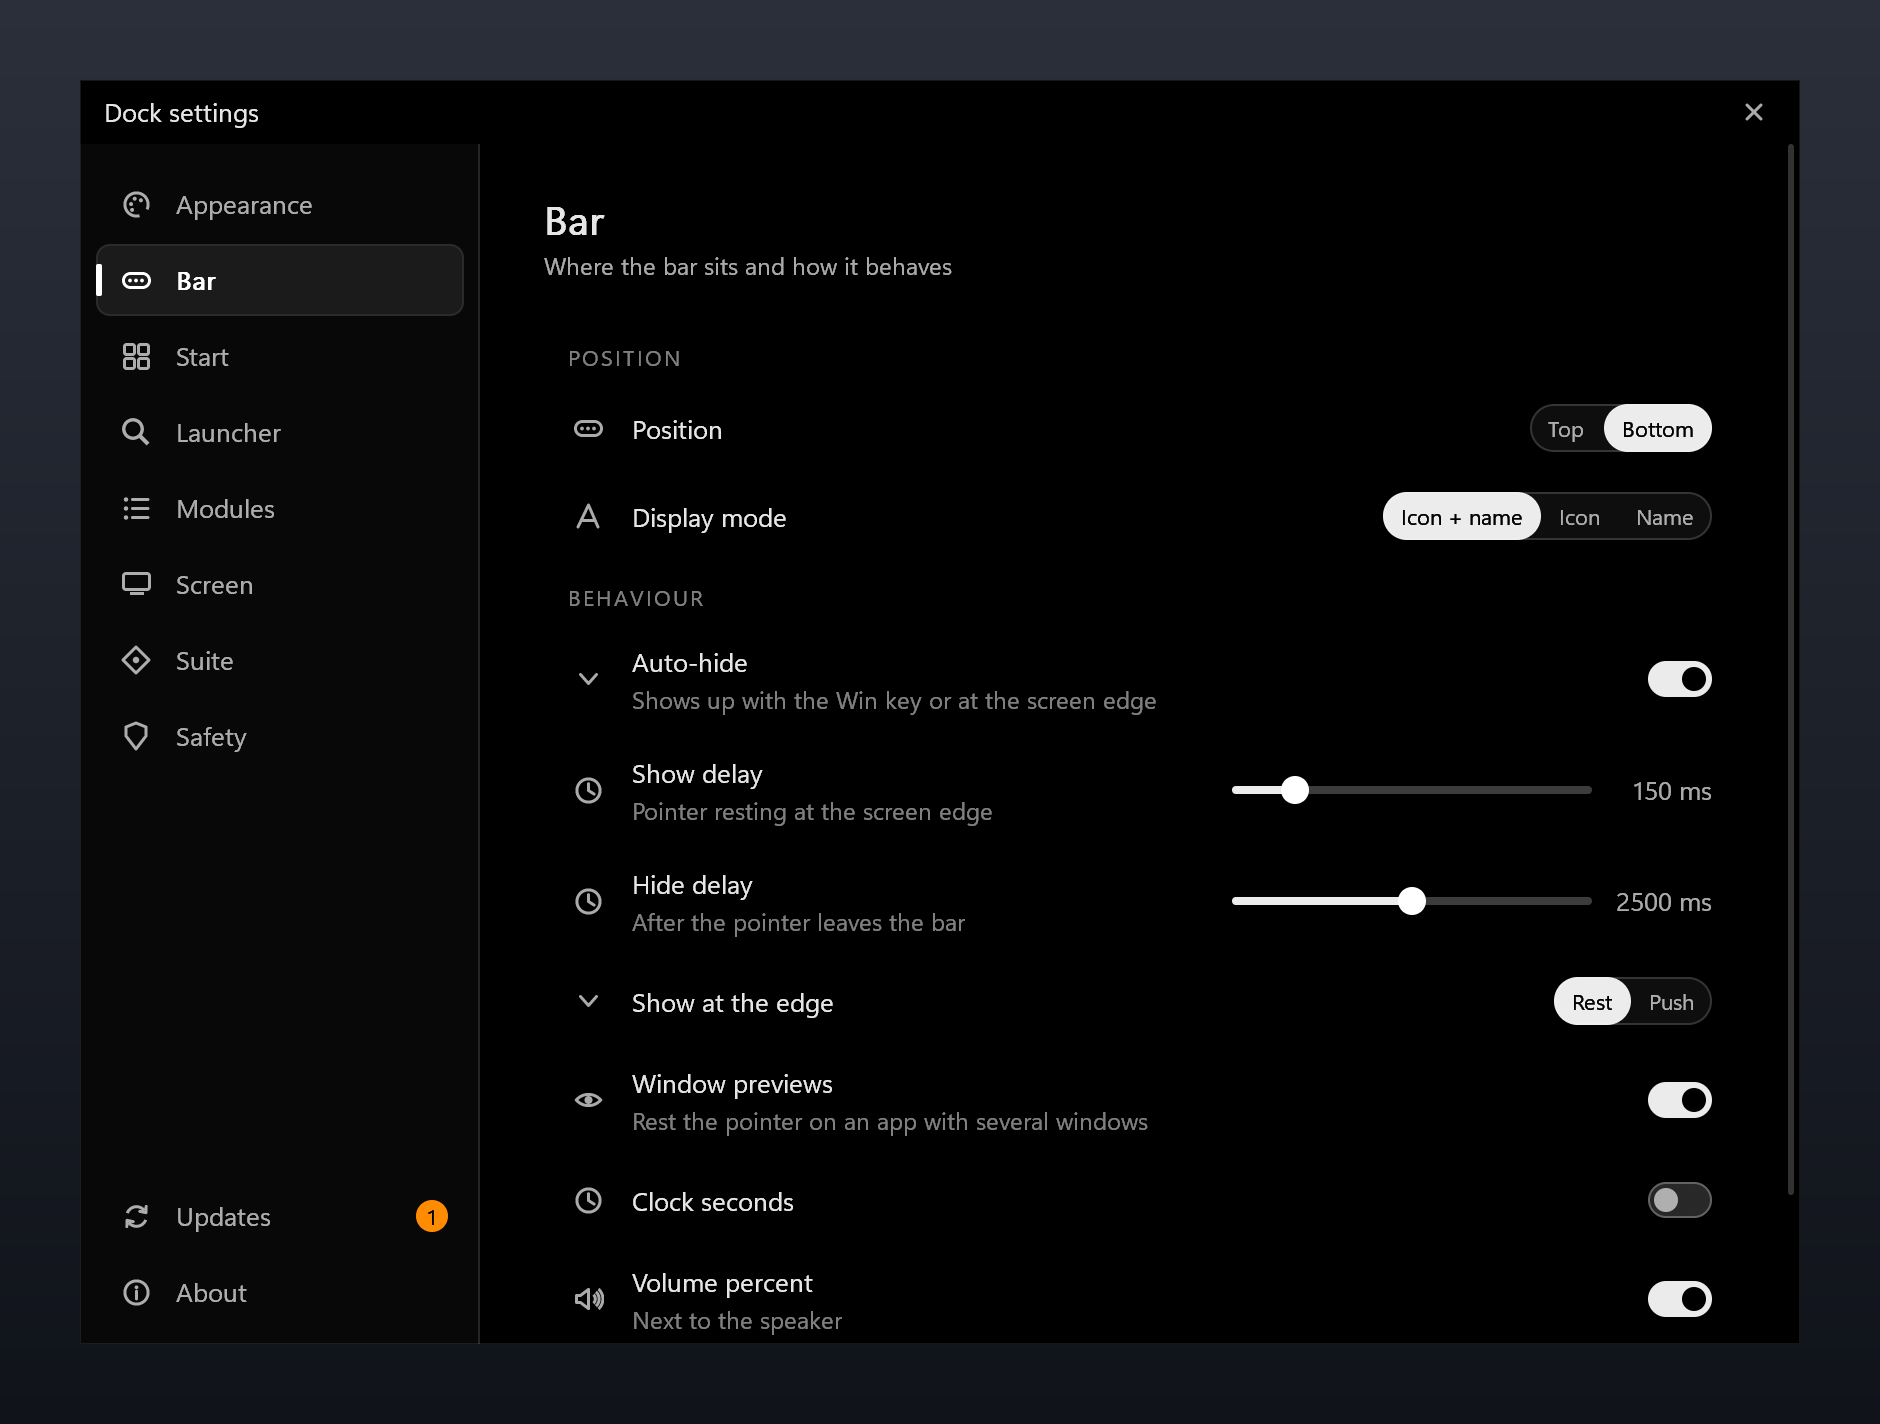 Dock settings
Appearance
Bar
Start
Launcher
Modules
Screen
Suite
Safety
Updates
1
About
Bar
Where the bar sits and how it behaves
POSITION
Position
Top
Bottom
Display mode
Icon + name
Icon
Name
BEHAVIOUR
Auto-hide
Shows up with the Win key or at the screen edge
Show delay
Pointer resting at the screen edge
150 ms
Hide delay
After the pointer leaves the bar
2500 ms
Show at the edge
Rest
Push
Window previews
Rest the pointer on an app with several windows
Clock seconds
Volume percent
Next to the speaker